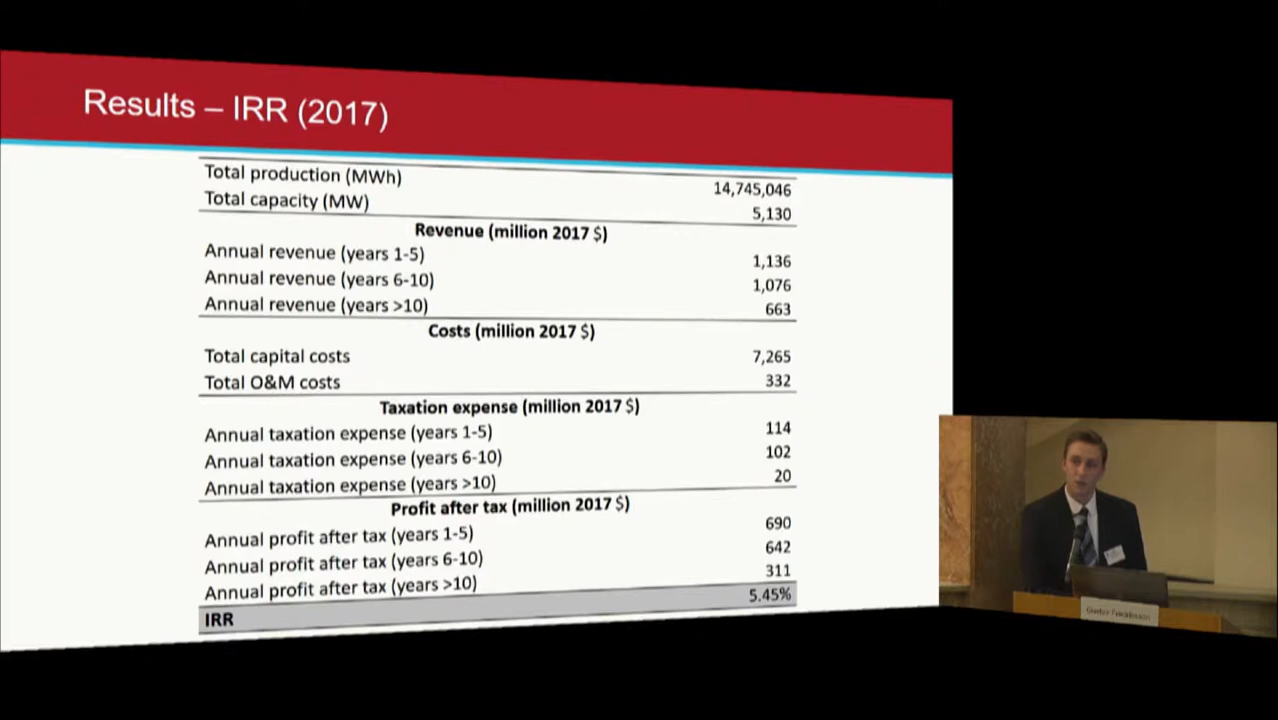 Results – IRR (2017)
Total production (MWh) 14,745,046
Total capacity (MW) 5,130
Revenue (million 2017 $)
Annual revenue (years 1-5) 1,136
Annual revenue (years 6-10) 1,076
Annual revenue (years >10) 663
Costs (million 2017 $)
Total capital costs 7,265
Total O&M costs 332
Taxation expense (million 2017 $)
Annual taxation expense (years 1-5) 114
Annual taxation expense (years 6-10) 102
Annual taxation expense (years >10) 20
Profit after tax (million 2017 $)
Annual profit after tax (years 1-5) 690
Annual profit after tax (years 6-10) 642
Annual profit after tax (years >10) 311
IRR 5.45%